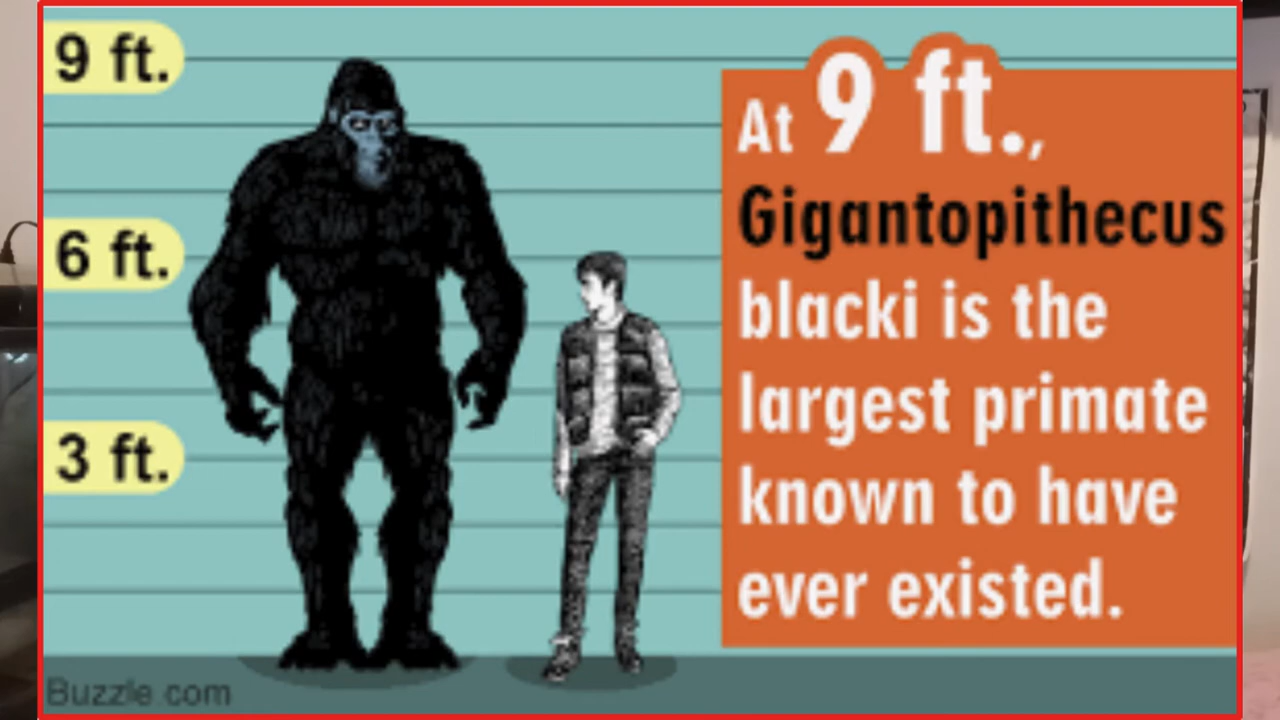 9 ft.
6 ft.
3 ft.
At 9 ft.,
Gigantopithecus
blacki is the
largest primate
known to have
ever existed.
Buzzle.com